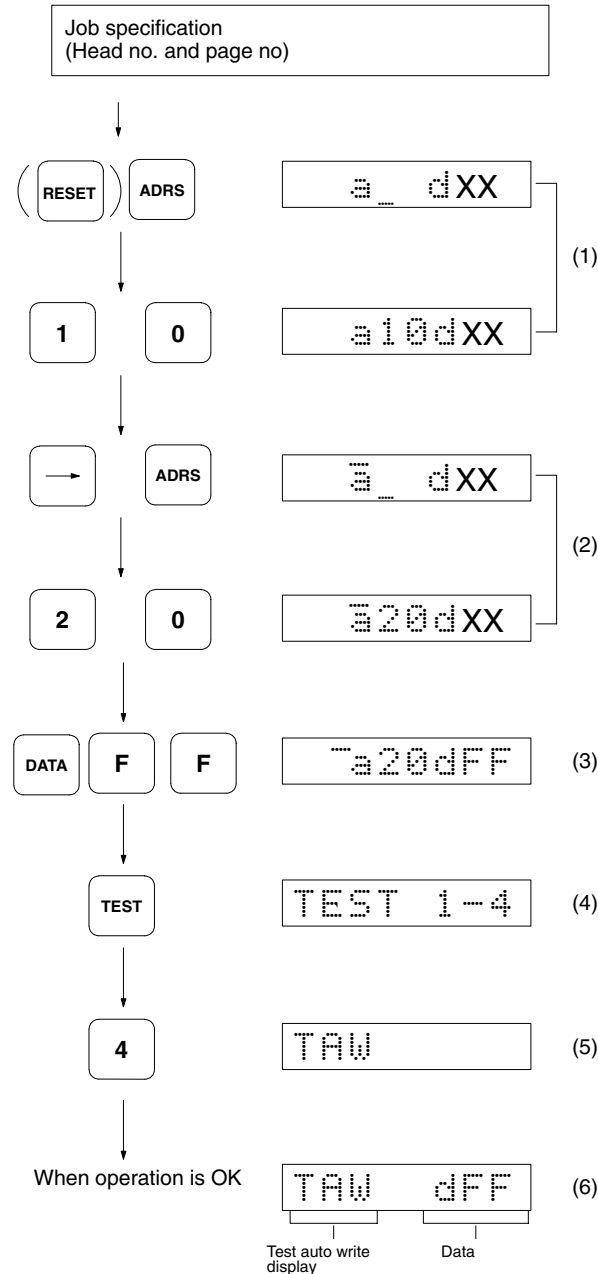 Job specification
(Head no. and page no)
( RESET ) ADRS
a_ dXX
(1)
1 0
a10dXX
→ ADRS
a_ dXX
(2)
2 0
a20dXX
DATA F F
a20dFF
(3)
TEST
TEST 1-4
(4)
4
TAW
(5)
When operation is OK
TAW dFF
(6)
Test auto write
display
Data